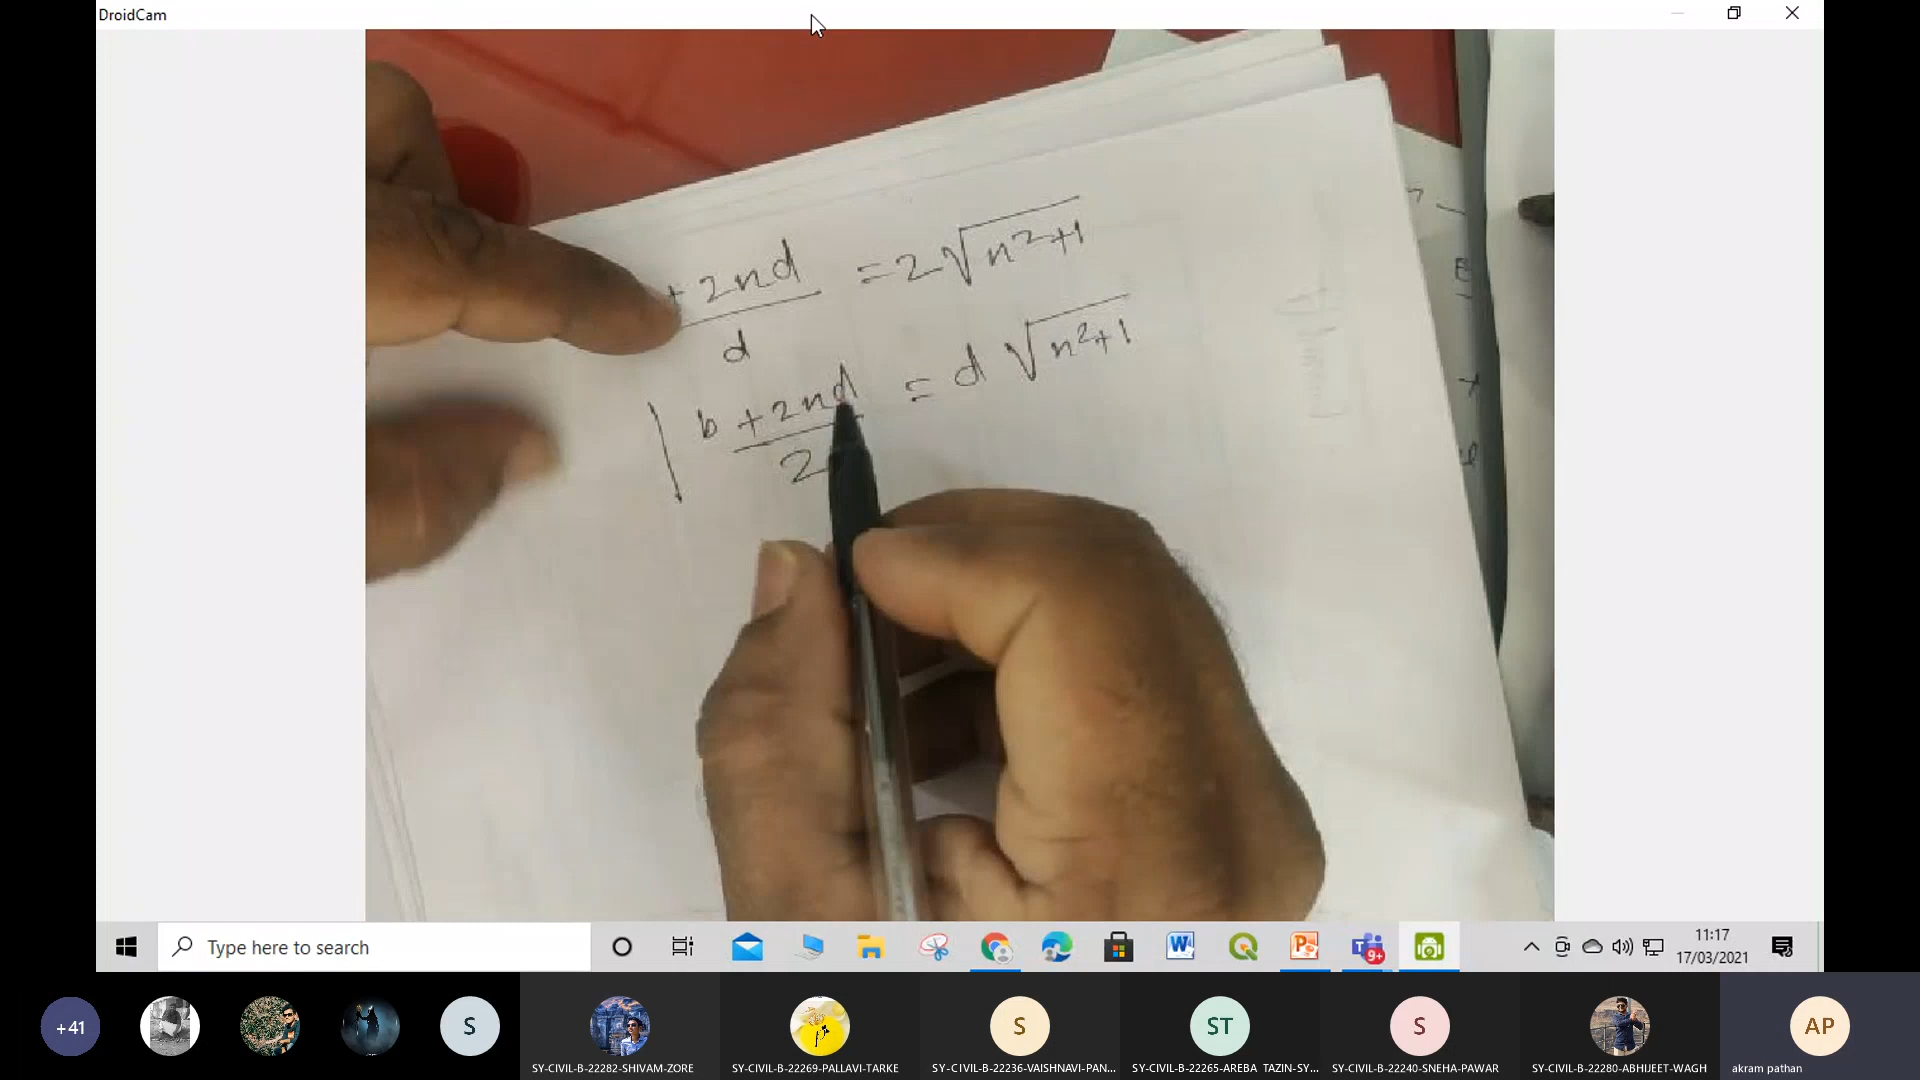 DroidCam
+ 2nd / d = 2√n²+1
b + 2nd / 2 = d √n²+1
Type here to search
W
P
T
9+
11:17
17/03/2021
+41
S
S
ST
S
AP
SY-CIVIL-B-22282-SHIVAM-ZORE
SY-CIVIL-B-22269-PALLAVI-TARKE
SY-CIVIL-B-22236-VAISHNAVI-PAN...
SY-CIVIL-B-22265-AREBA TAZIN-SY...
SY-CIVIL-B-22240-SNEHA-PAWAR
SY-CIVIL-B-22280-ABHIJEET-WAGH
akram pathan